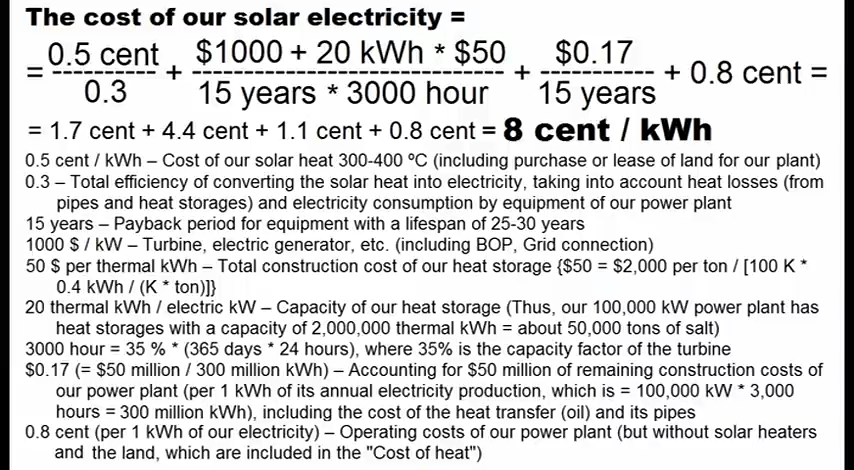 The cost of our solar electricity =
= 0.5 cent / 0.3 + $1000 + 20 kWh * $50 / 15 years * 3000 hour + $0.17 / 15 years + 0.8 cent =
= 1.7 cent + 4.4 cent + 1.1 cent + 0.8 cent = 8 cent / kWh
0.5 cent / kWh – Cost of our solar heat 300-400 ºC (including purchase or lease of land for our plant)
0.3 – Total efficiency of converting the solar heat into electricity, taking into account heat losses (from
pipes and heat storages) and electricity consumption by equipment of our power plant
15 years – Payback period for equipment with a lifespan of 25-30 years
1000 $ / kW – Turbine, electric generator, etc. (including BOP, Grid connection)
50 $ per thermal kWh – Total construction cost of our heat storage {$50 = $2,000 per ton / [100 K *
0.4 kWh / (K * ton)]}
20 thermal kWh / electric kW – Capacity of our heat storage (Thus, our 100,000 kW power plant has
heat storages with a capacity of 2,000,000 thermal kWh = about 50,000 tons of salt)
3000 hour = 35 % * (365 days * 24 hours), where 35% is the capacity factor of the turbine
$0.17 (= $50 million / 300 million kWh) – Accounting for $50 million of remaining construction costs of
our power plant (per 1 kWh of its annual electricity production, which is = 100,000 kW * 3,000
hours = 300 million kWh), including the cost of the heat transfer (oil) and its pipes
0.8 cent (per 1 kWh of our electricity) – Operating costs of our power plant (but without solar heaters
and the land, which are included in the "Cost of heat")